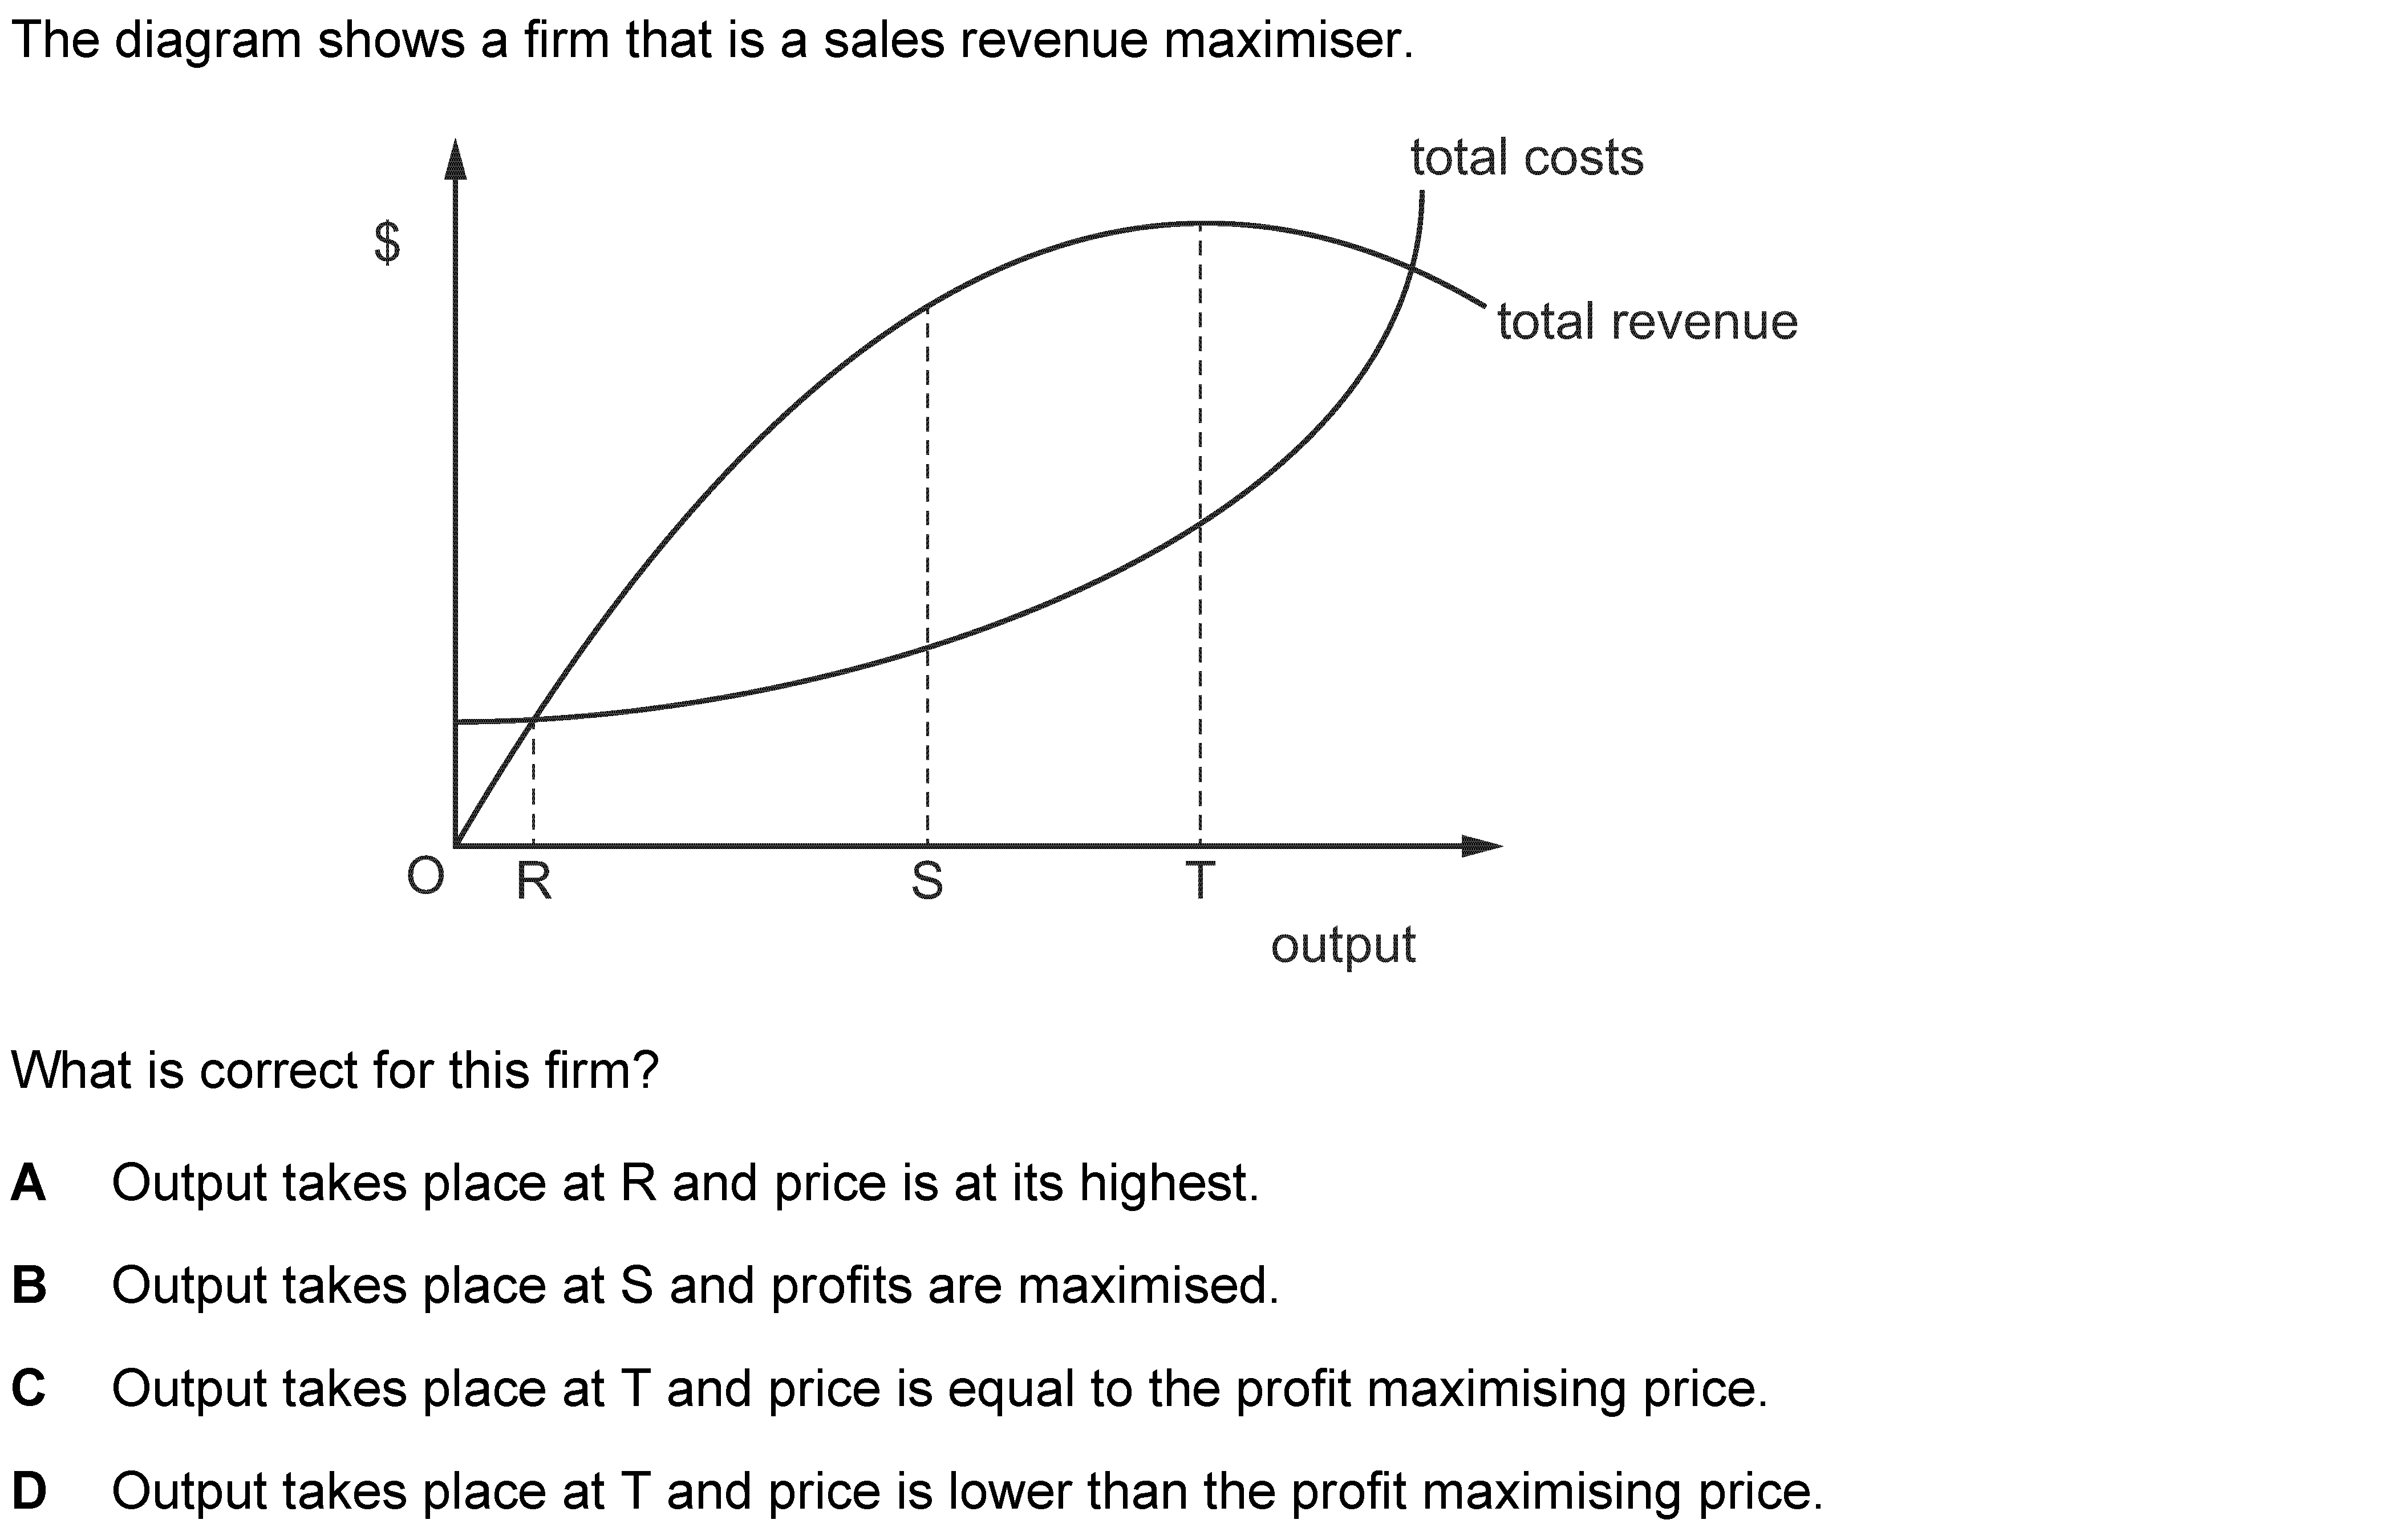 The diagram shows a firm that is a sales revenue maximiser.
total costs
$
total revenue
O R S T
output
What is correct for this firm?
A Output takes place at R and price is at its highest.
B Output takes place at S and profits are maximised.
C Output takes place at T and price is equal to the profit maximising price.
D Output takes place at T and price is lower than the profit maximising price.